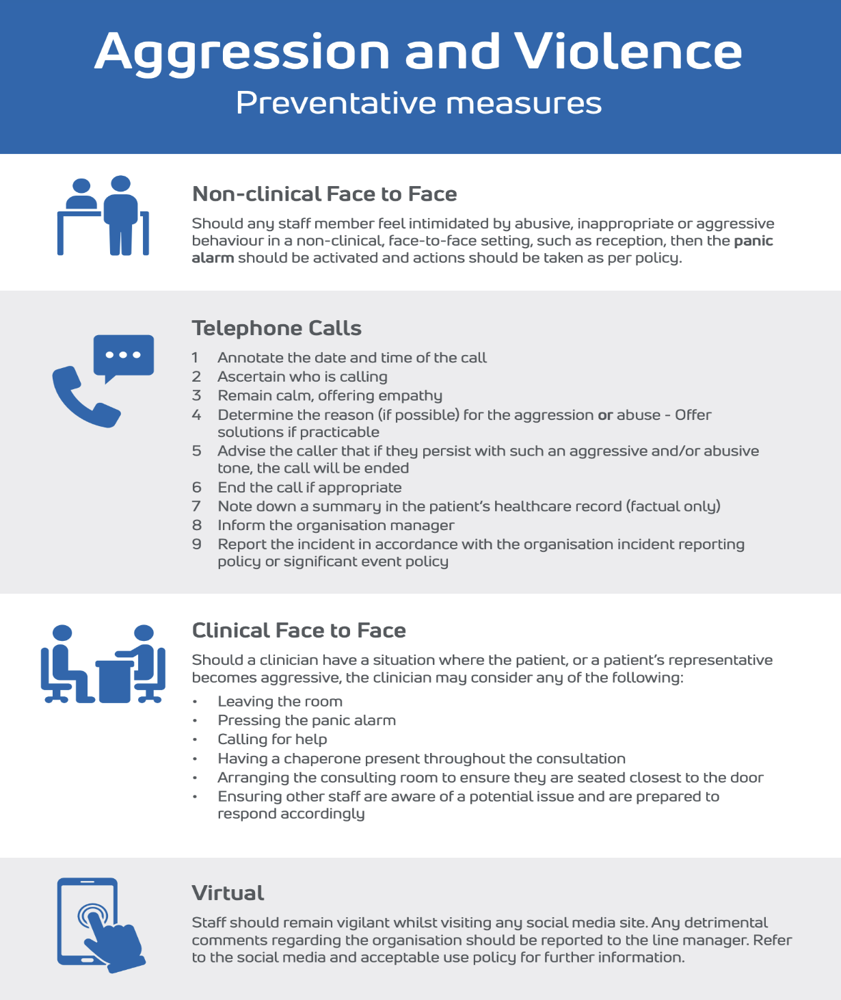 Aggression and Violence
Preventative measures
Non-clinical Face to Face
Should any staff member feel intimidated by abusive, inappropriate or aggressive
behaviour in a non-clinical, face-to-face setting, such as reception, then the panic
alarm should be activated and actions should be taken as per policy.
Telephone Calls
1 Annotate the date and time of the call
2 Ascertain who is calling
3 Remain calm, offering empathy
4 Determine the reason (if possible) for the aggression or abuse - Offer
solutions if practicable
5 Advise the caller that if they persist with such an aggressive and/or abusive
tone, the call will be ended
6 End the call if appropriate
7 Note down a summary in the patient's healthcare record (factual only)
8 Inform the organisation manager
9 Report the incident in accordance with the organisation incident reporting
policy or significant event policy
Clinical Face to Face
Should a clinician have a situation where the patient, or a patient's representative
becomes aggressive, the clinician may consider any of the following:
• Leaving the room
• Pressing the panic alarm
• Calling for help
• Having a chaperone present throughout the consultation
• Arranging the consulting room to ensure they are seated closest to the door
• Ensuring other staff are aware of a potential issue and are prepared to
respond accordingly
Virtual
Staff should remain vigilant whilst visiting any social media site. Any detrimental
comments regarding the organisation should be reported to the line manager. Refer
to the social media and acceptable use policy for further information.